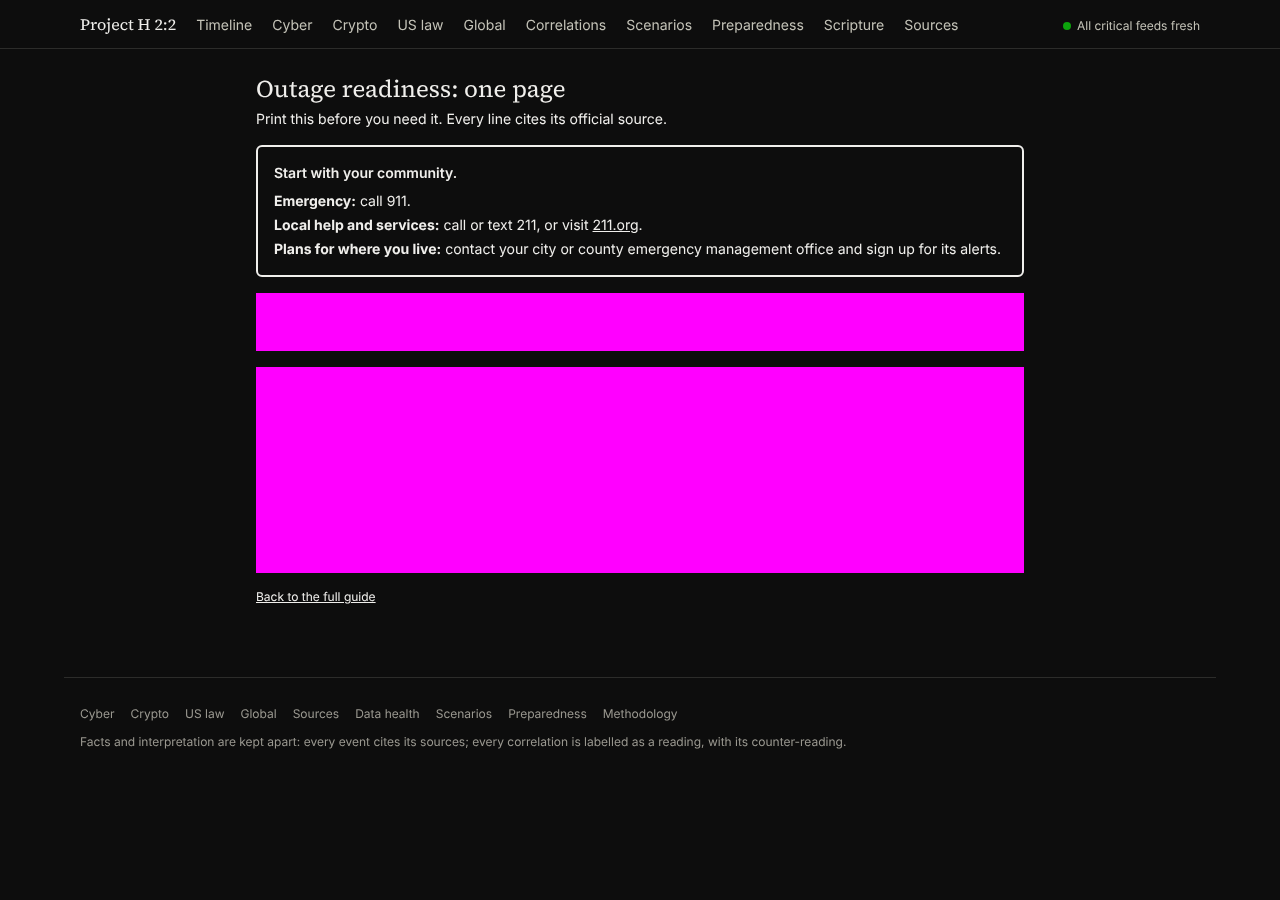 Project H 2:2 Timeline Cyber Crypto US law Global Correlations Scenarios Preparedness Scripture Sources All critical feeds fresh
Outage readiness: one page
Print this before you need it. Every line cites its official source.
Start with your community.
Emergency: call 911.
Local help and services: call or text 211, or visit 211.org.
Plans for where you live: contact your city or county emergency management office and sign up for its alerts.
Back to the full guide
Cyber Crypto US law Global Sources Data health Scenarios Preparedness Methodology
Facts and interpretation are kept apart: every event cites its sources; every correlation is labelled as a reading, with its counter-reading.